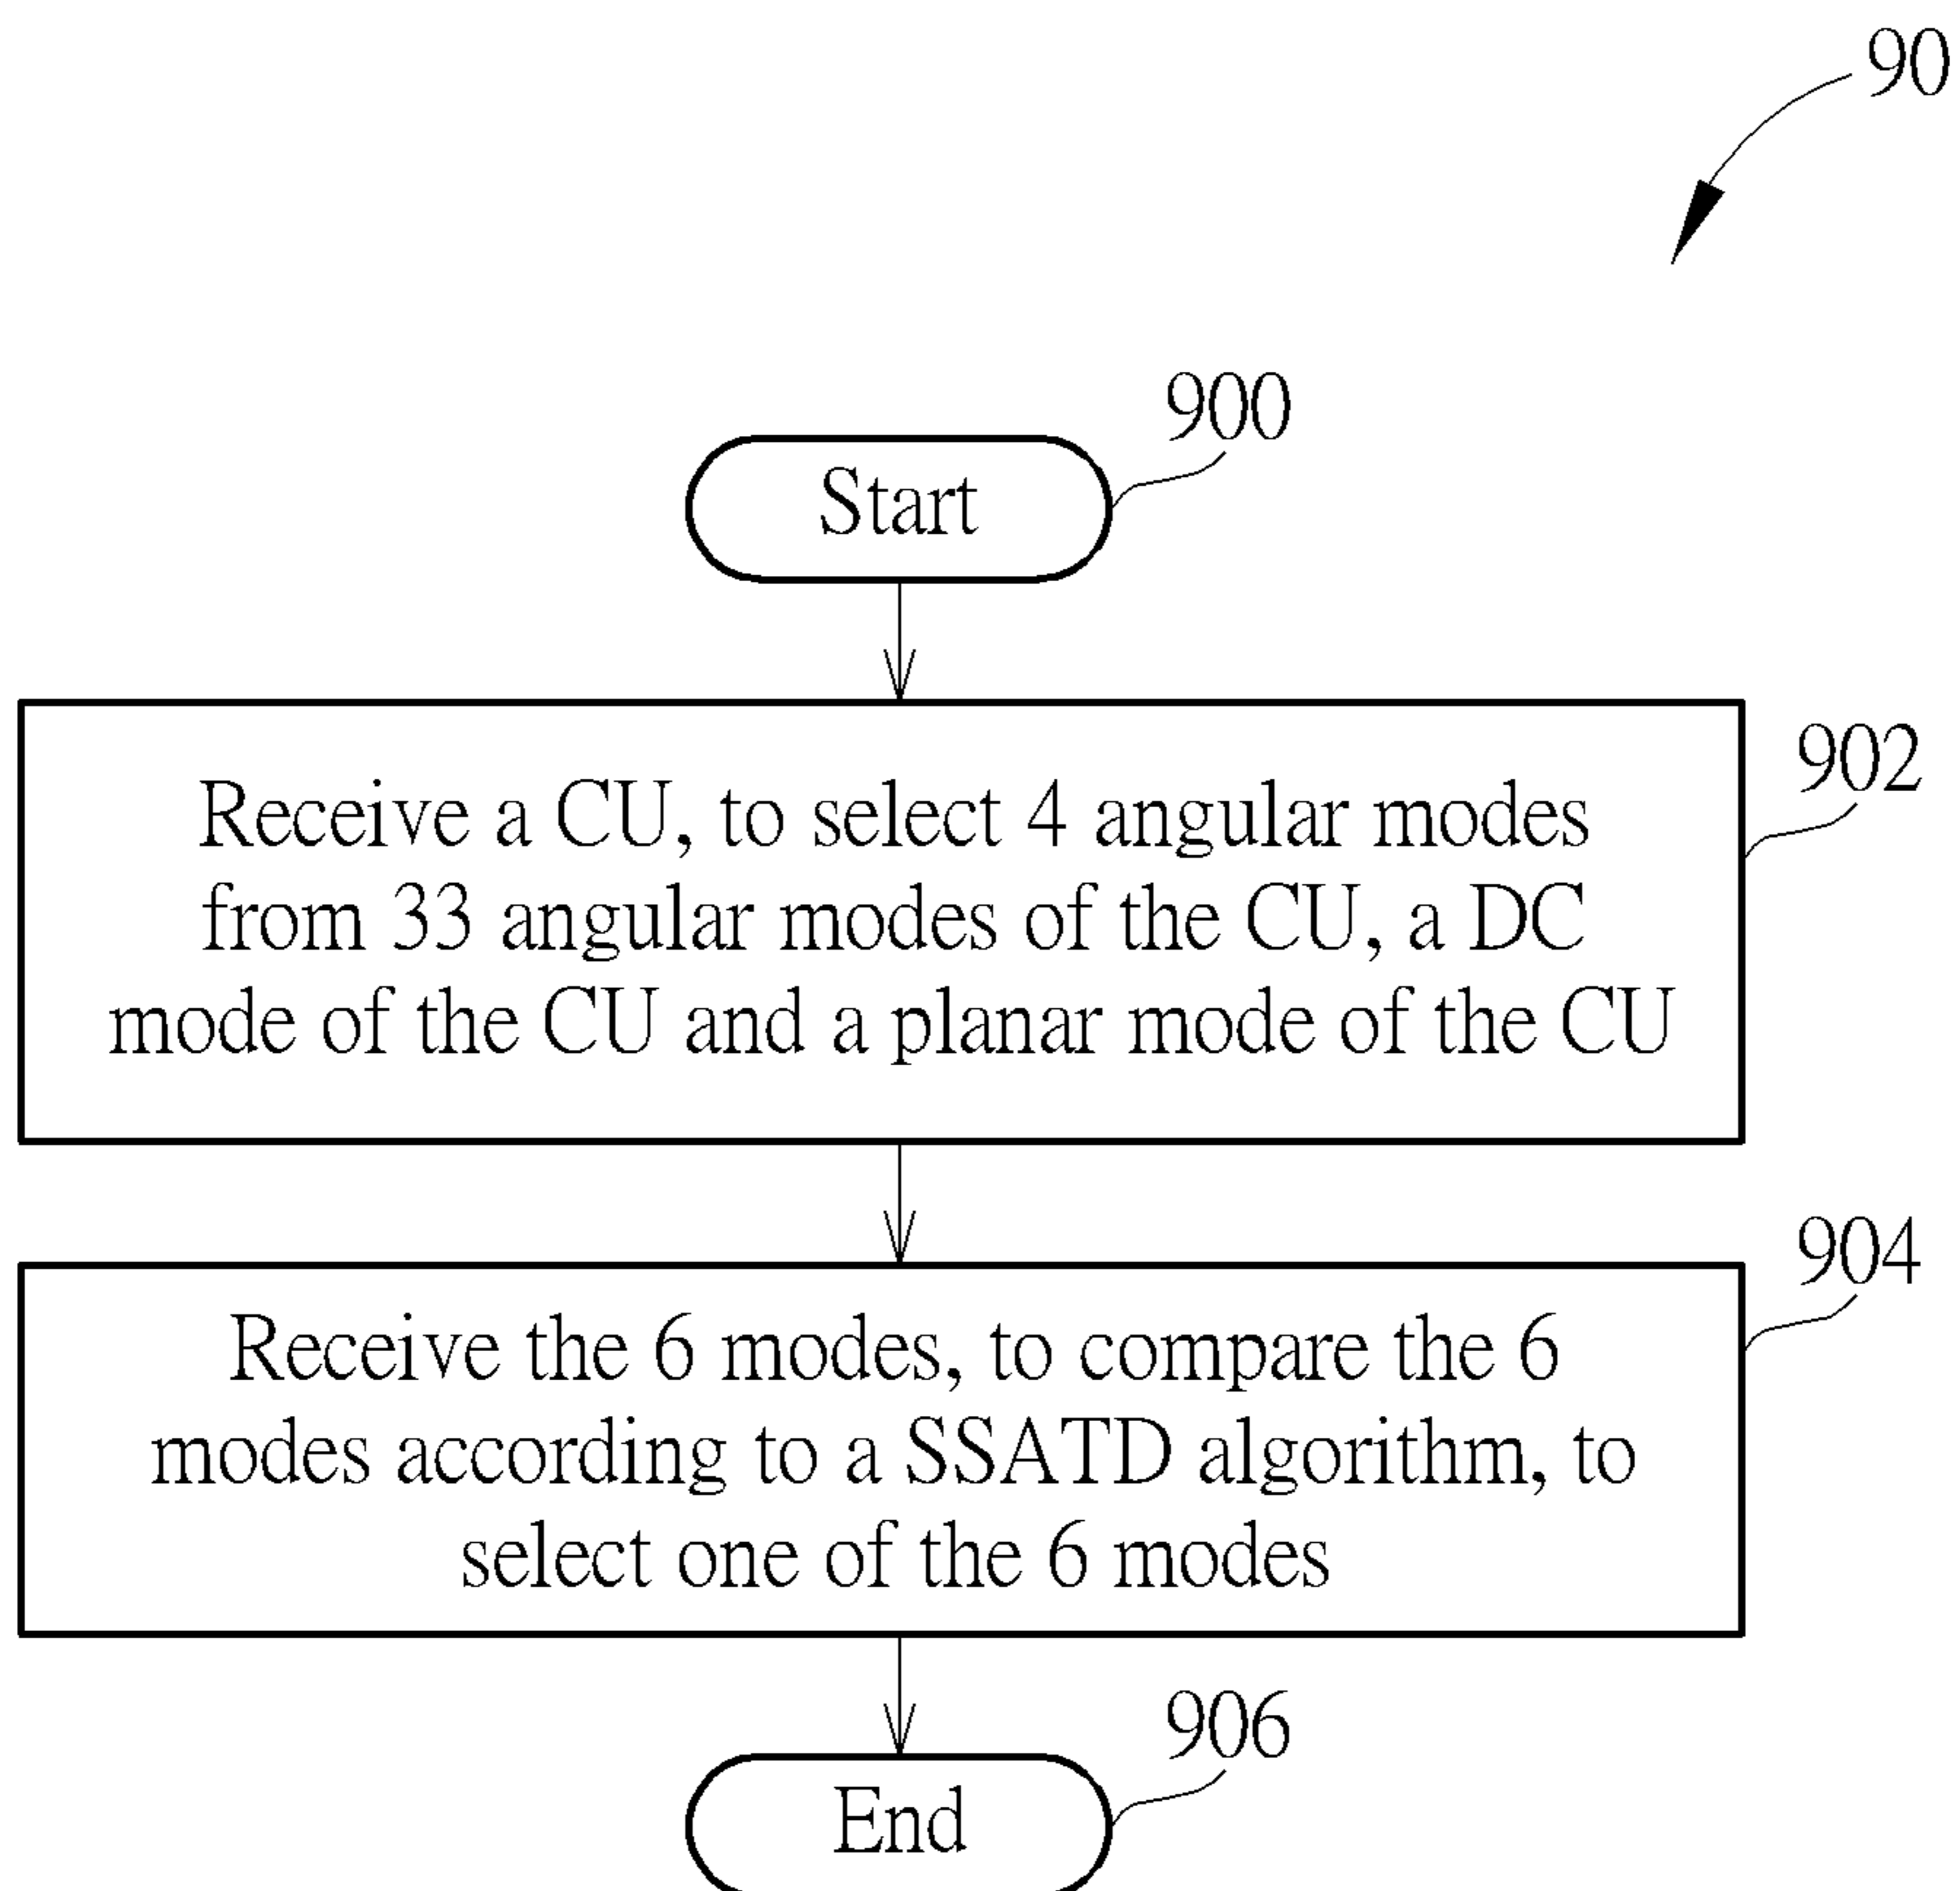 90
900
Start
902
Receive a CU, to select 4 angular modes
from 33 angular modes of the CU, a DC
mode of the CU and a planar mode of the CU
904
Receive the 6 modes, to compare the 6
modes according to a SSATD algorithm, to
select one of the 6 modes
906
End